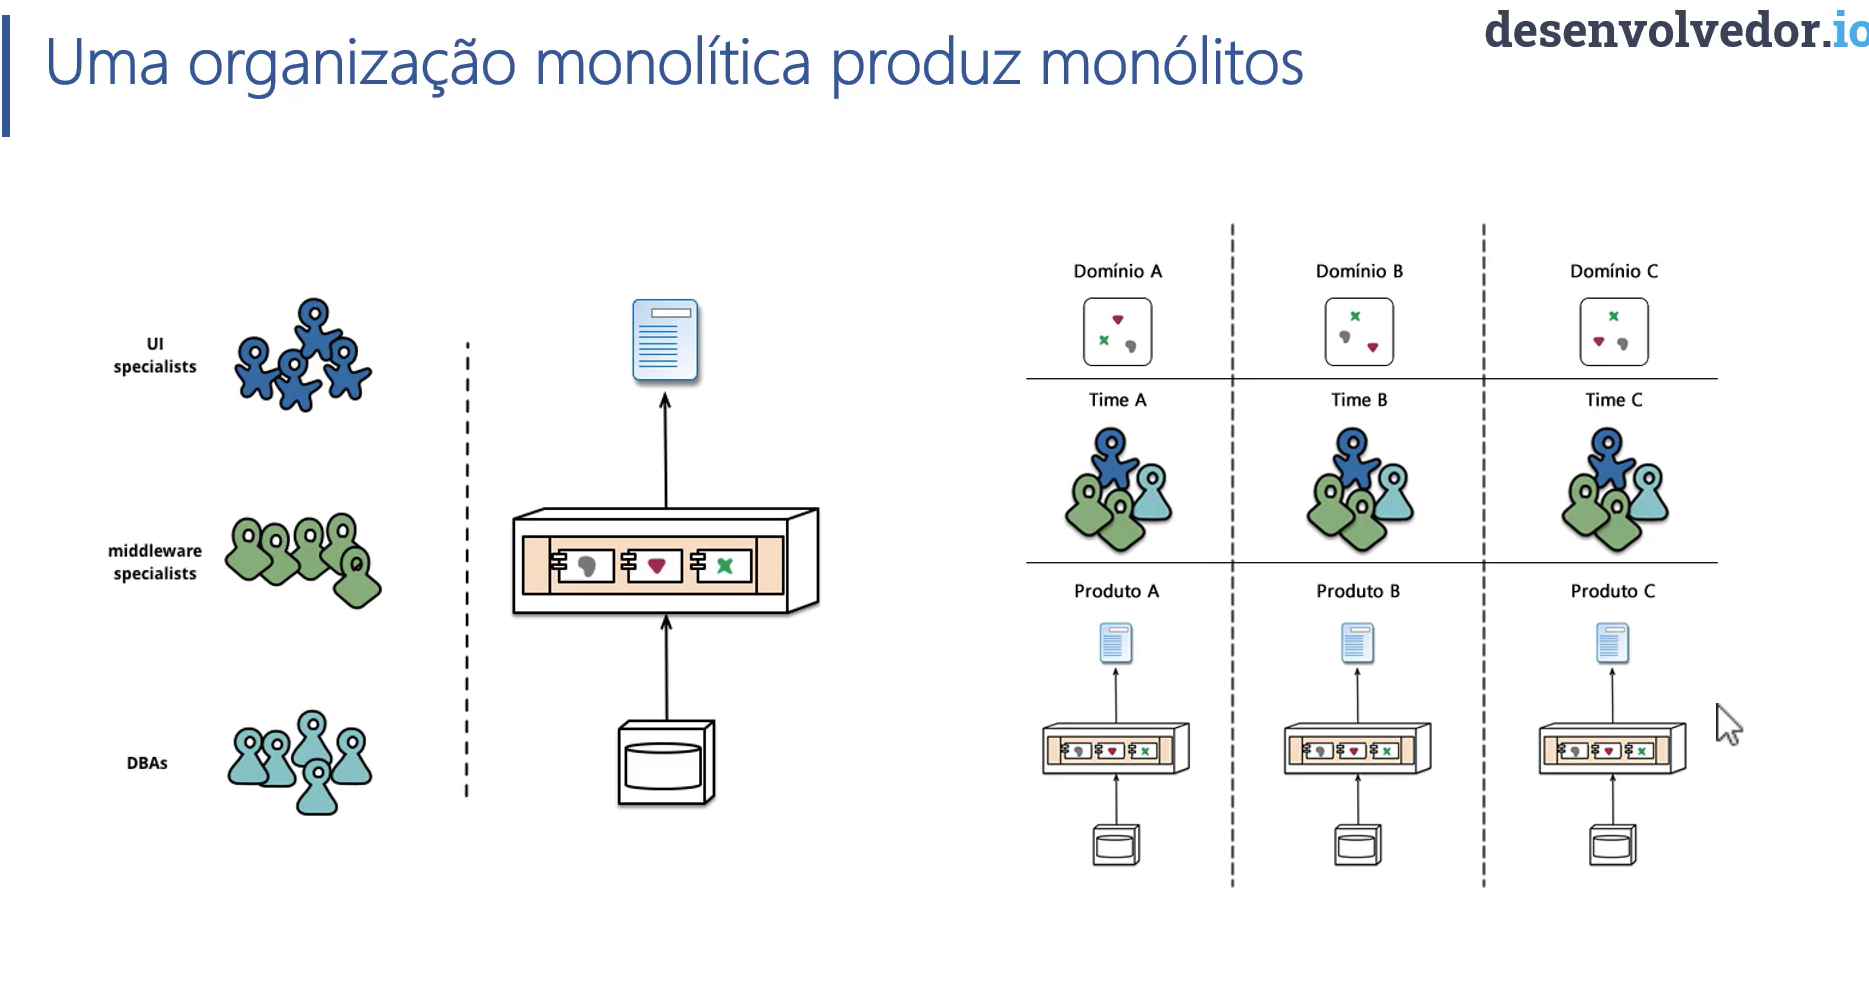 Uma organização monolítica produz monólitos
desenvolvedor.io
UI
specialists
middleware
specialists
DBAs
Domínio A
Domínio B
Domínio C
Time A
Time B
Time C
Produto A
Produto B
Produto C